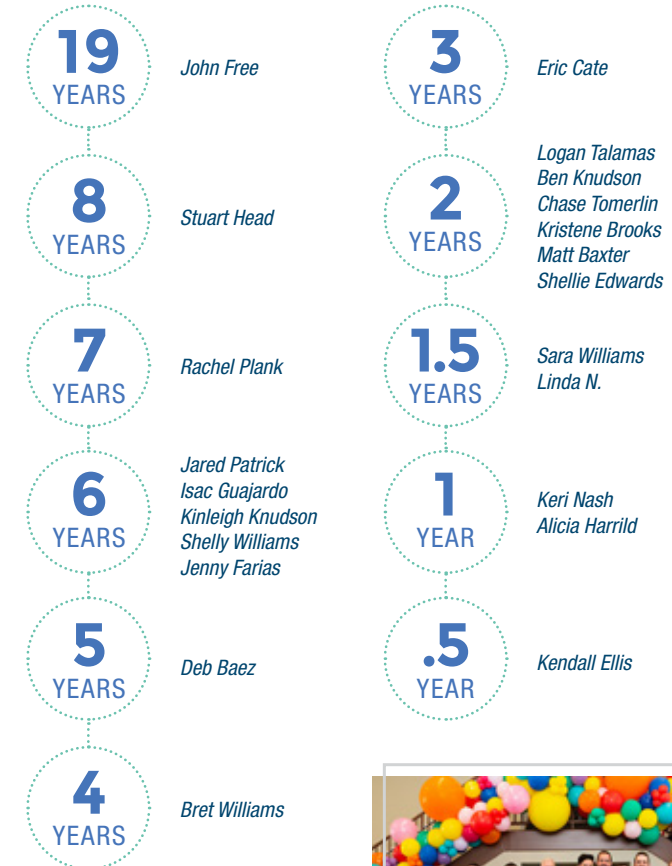 19
YEARS
John Free
8
YEARS
Stuart Head
7
YEARS
Rachel Plank
6
YEARS
Jared Patrick
Isac Guajardo
Kinleigh Knudson
Shelly Williams
Jenny Farias
5
YEARS
Deb Baez
4
YEARS
Bret Williams
3
YEARS
Eric Cate
2
YEARS
Logan Talamas
Ben Knudson
Chase Tomerlin
Kristene Brooks
Matt Baxter
Shellie Edwards
1.5
YEARS
Sara Williams
Linda N.
1
YEAR
Keri Nash
Alicia Harrild
.5
YEAR
Kendall Ellis